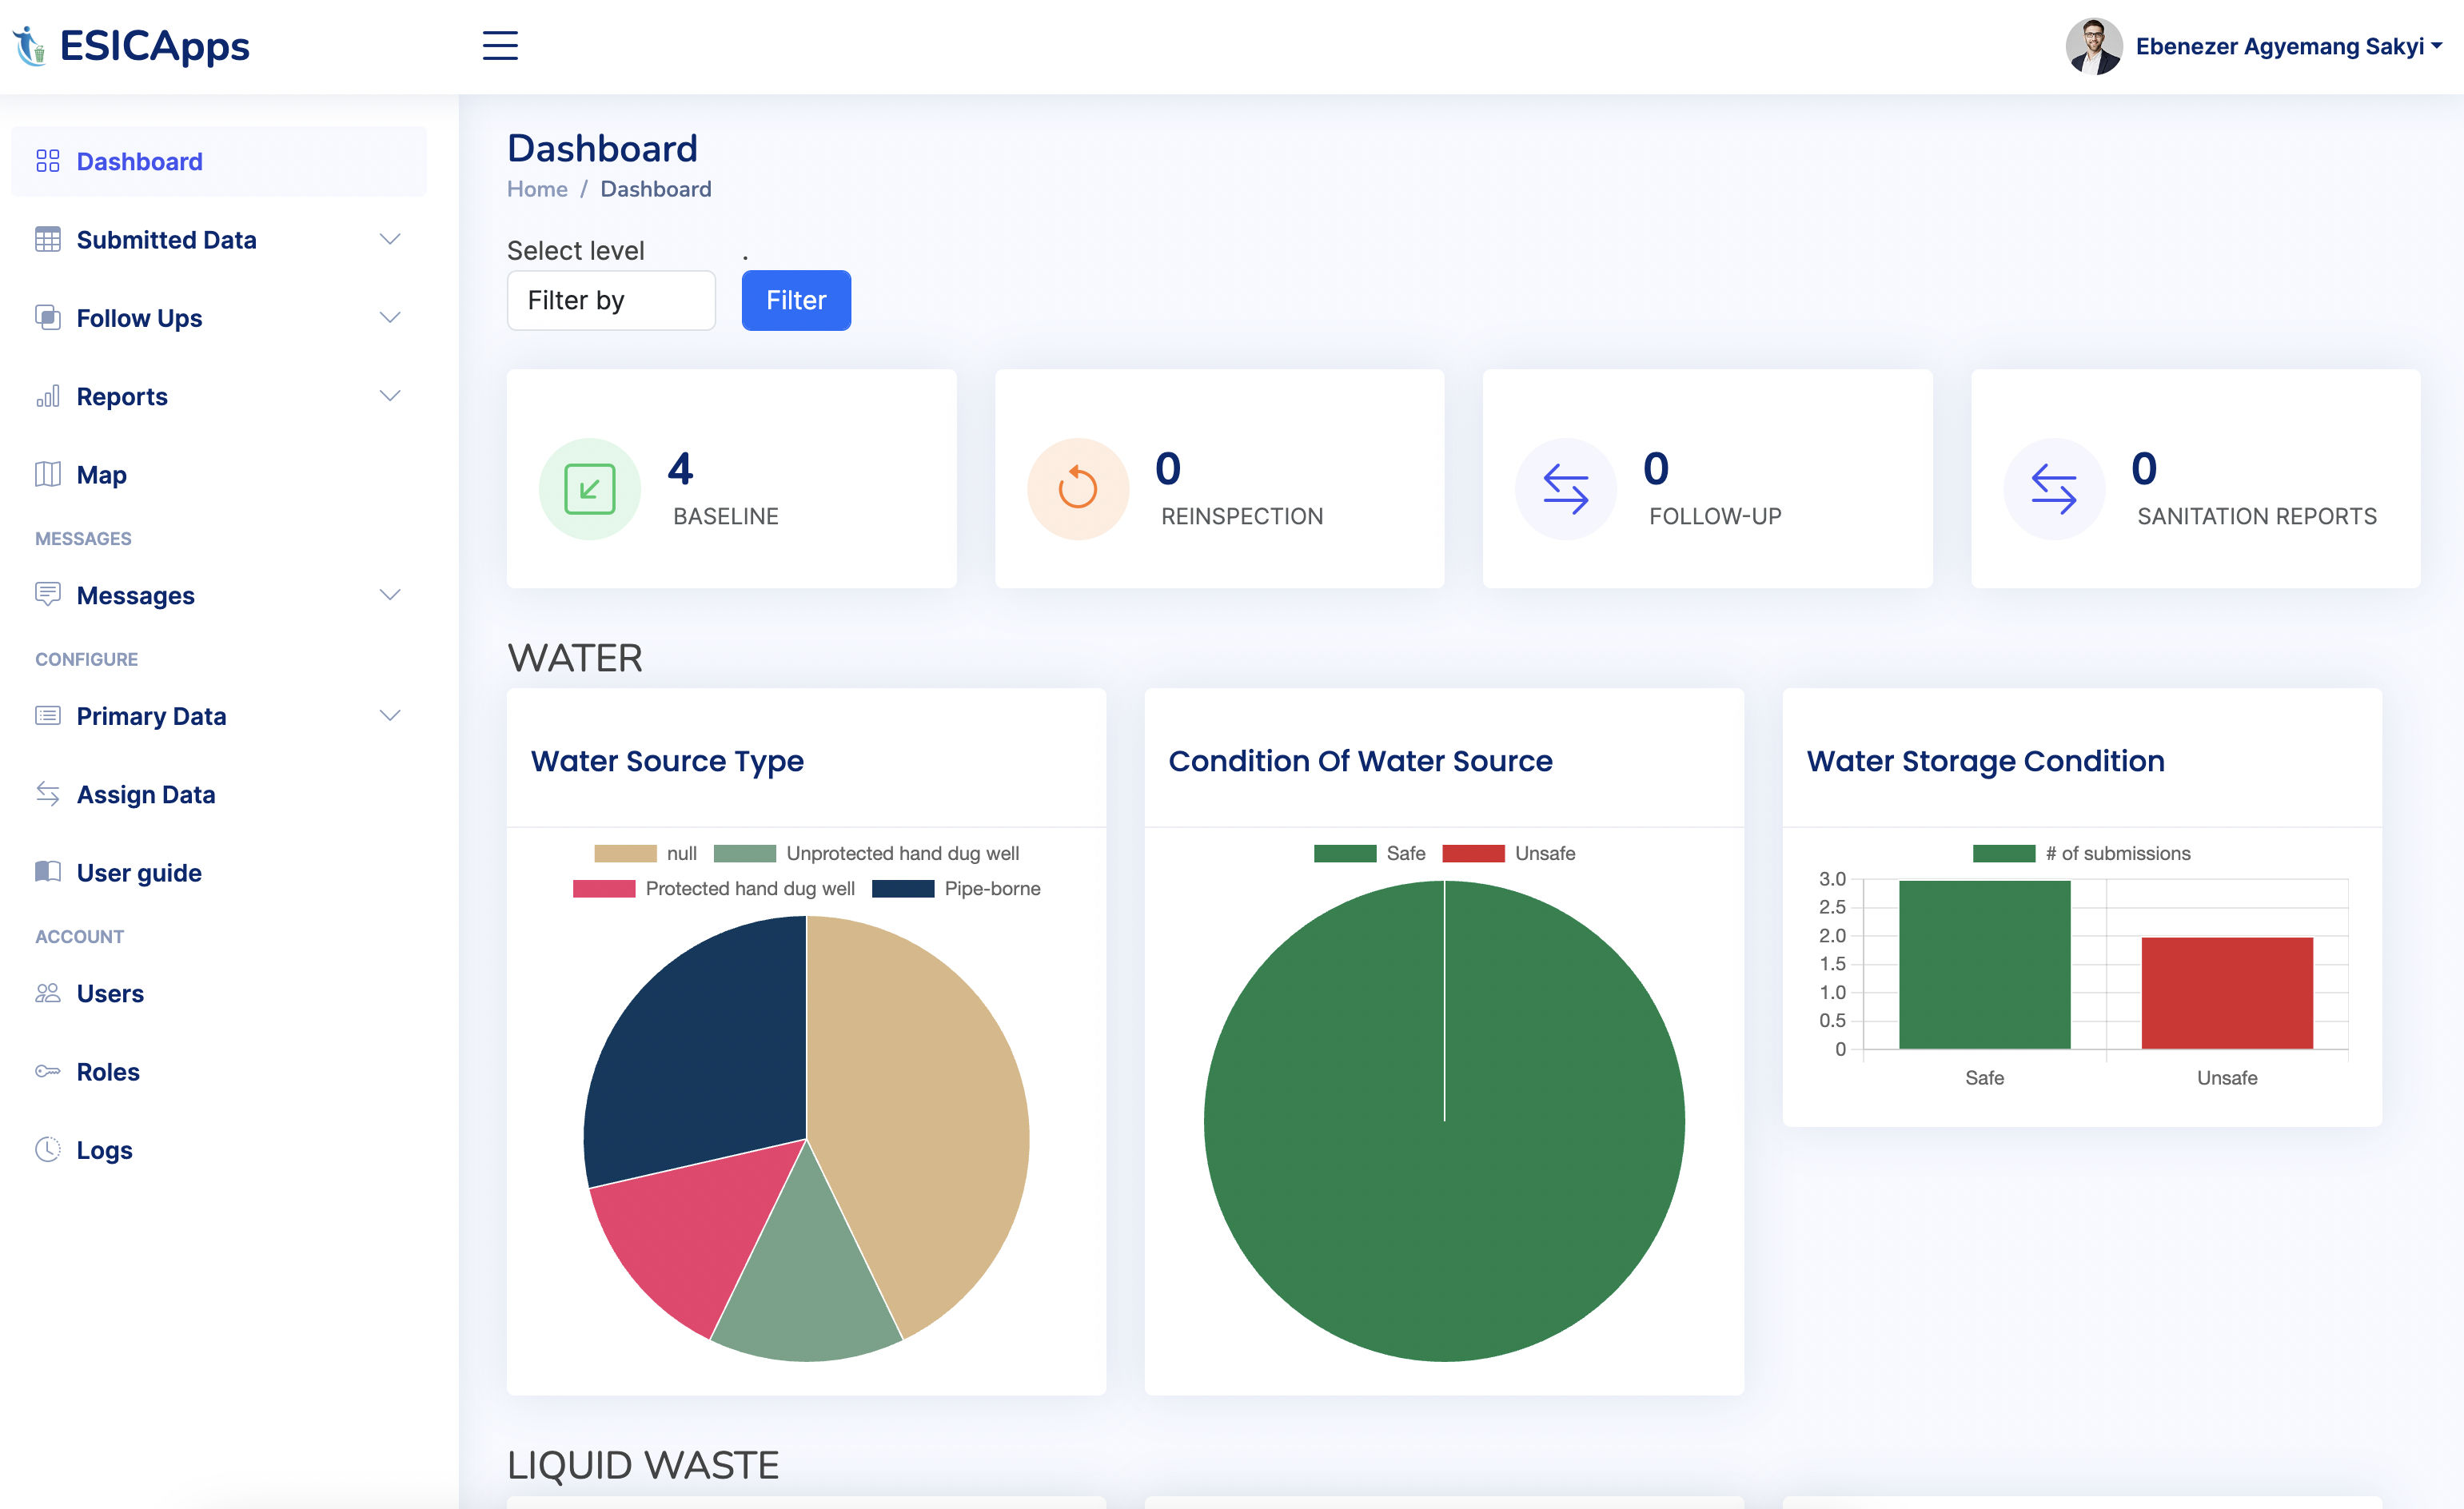 ESICApps
Ebenezer Agyemang Sakyi
Dashboard
Submitted Data
Follow Ups
Reports
Map
MESSAGES
Messages
CONFIGURE
Primary Data
Assign Data
User guide
ACCOUNT
Users
Roles
Logs
Dashboard
Home / Dashboard
Select level .
Filter by Filter
4
BASELINE
0
REINSPECTION
0
FOLLOW-UP
0
SANITATION REPORTS
WATER
Water Source Type
null Unprotected hand dug well
Protected hand dug well Pipe-borne
Condition Of Water Source
Safe Unsafe
Water Storage Condition
# of submissions
3.0
2.5
2.0
1.5
1.0
0.5
0
Safe Unsafe
LIQUID WASTE